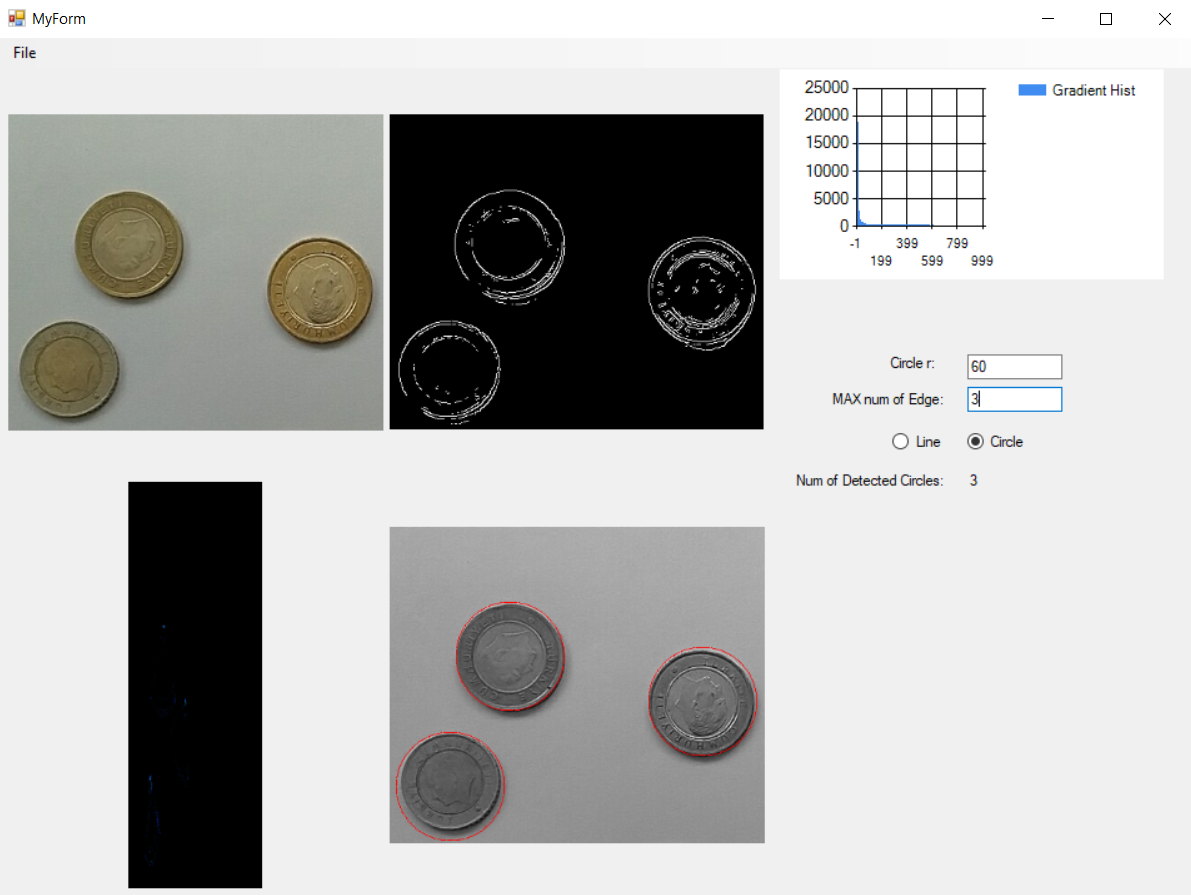 MyForm
File
25000
20000
15000
10000
5000
0
-1 399 799
199 599 999
Gradient Hist
Circle r: 60
MAX num of Edge: 3
Line Circle
Num of Detected Circles: 3